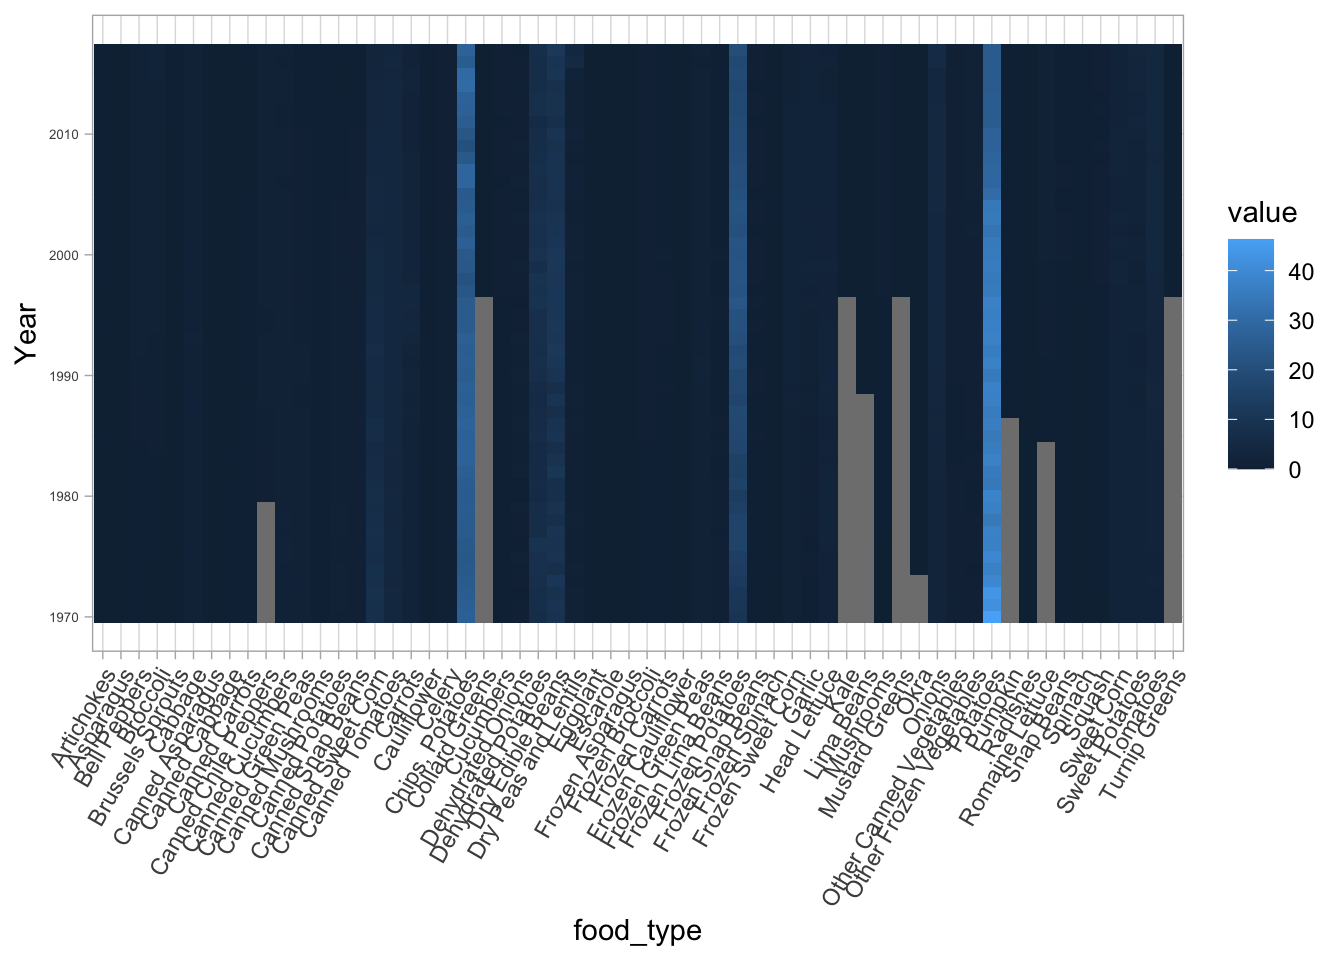 Year
2010
2000
1990
1980
1970
value
40
30
20
10
0
Artichokes
Asparagus
Bell Peppers
Broccoli
Brussels Sprouts
Cabbage
Canned Asparagus
Canned Cabbage
Canned Carrots
Canned Chile Peppers
Canned Cucumbers
Canned Green Peas
Canned Mushrooms
Canned Potatoes
Canned Snap Beans
Canned Sweet Corn
Canned Tomatoes
Carrots
Cauliflower
Celery
Chips, Potatoes
Collard Greens
Cucumbers
Dehydrated Onions
Dehydrated Potatoes
Dry Edible Beans
Dry Peas and Lentils
Eggplant
Escarole
Frozen Asparagus
Frozen Broccoli
Frozen Carrots
Frozen Cauliflower
Frozen Green Peas
Frozen Lima Beans
Frozen Potatoes
Frozen Snap Beans
Frozen Spinach
Frozen Sweet Corn
Garlic
Head Lettuce
Kale
Lima Beans
Mushrooms
Mustard Greens
Okra
Onions
Other Canned Vegetables
Other Frozen Vegetables
Potatoes
Pumpkin
Radishes
Romaine Lettuce
Snap Beans
Spinach
Squash
Sweet Corn
Sweet Potatoes
Tomatoes
Turnip Greens
food_type